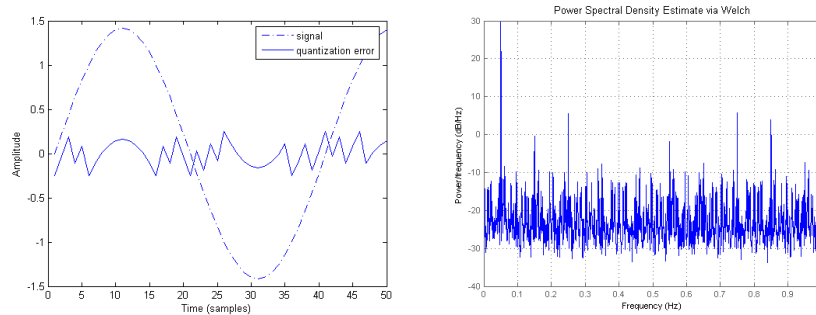 signal
quantization error
1.5
1
0.5
0
-0.5
-1
-1.5
0 5 10 15 20 25 30 35 40 45 50
Amplitude
Time (samples)
Power Spectral Density Estimate via Welch
30
20
10
0
-10
-20
-30
-40
0 0.1 0.2 0.3 0.4 0.5 0.6 0.7 0.8 0.9
Power/frequency (dB/Hz)
Frequency (Hz)